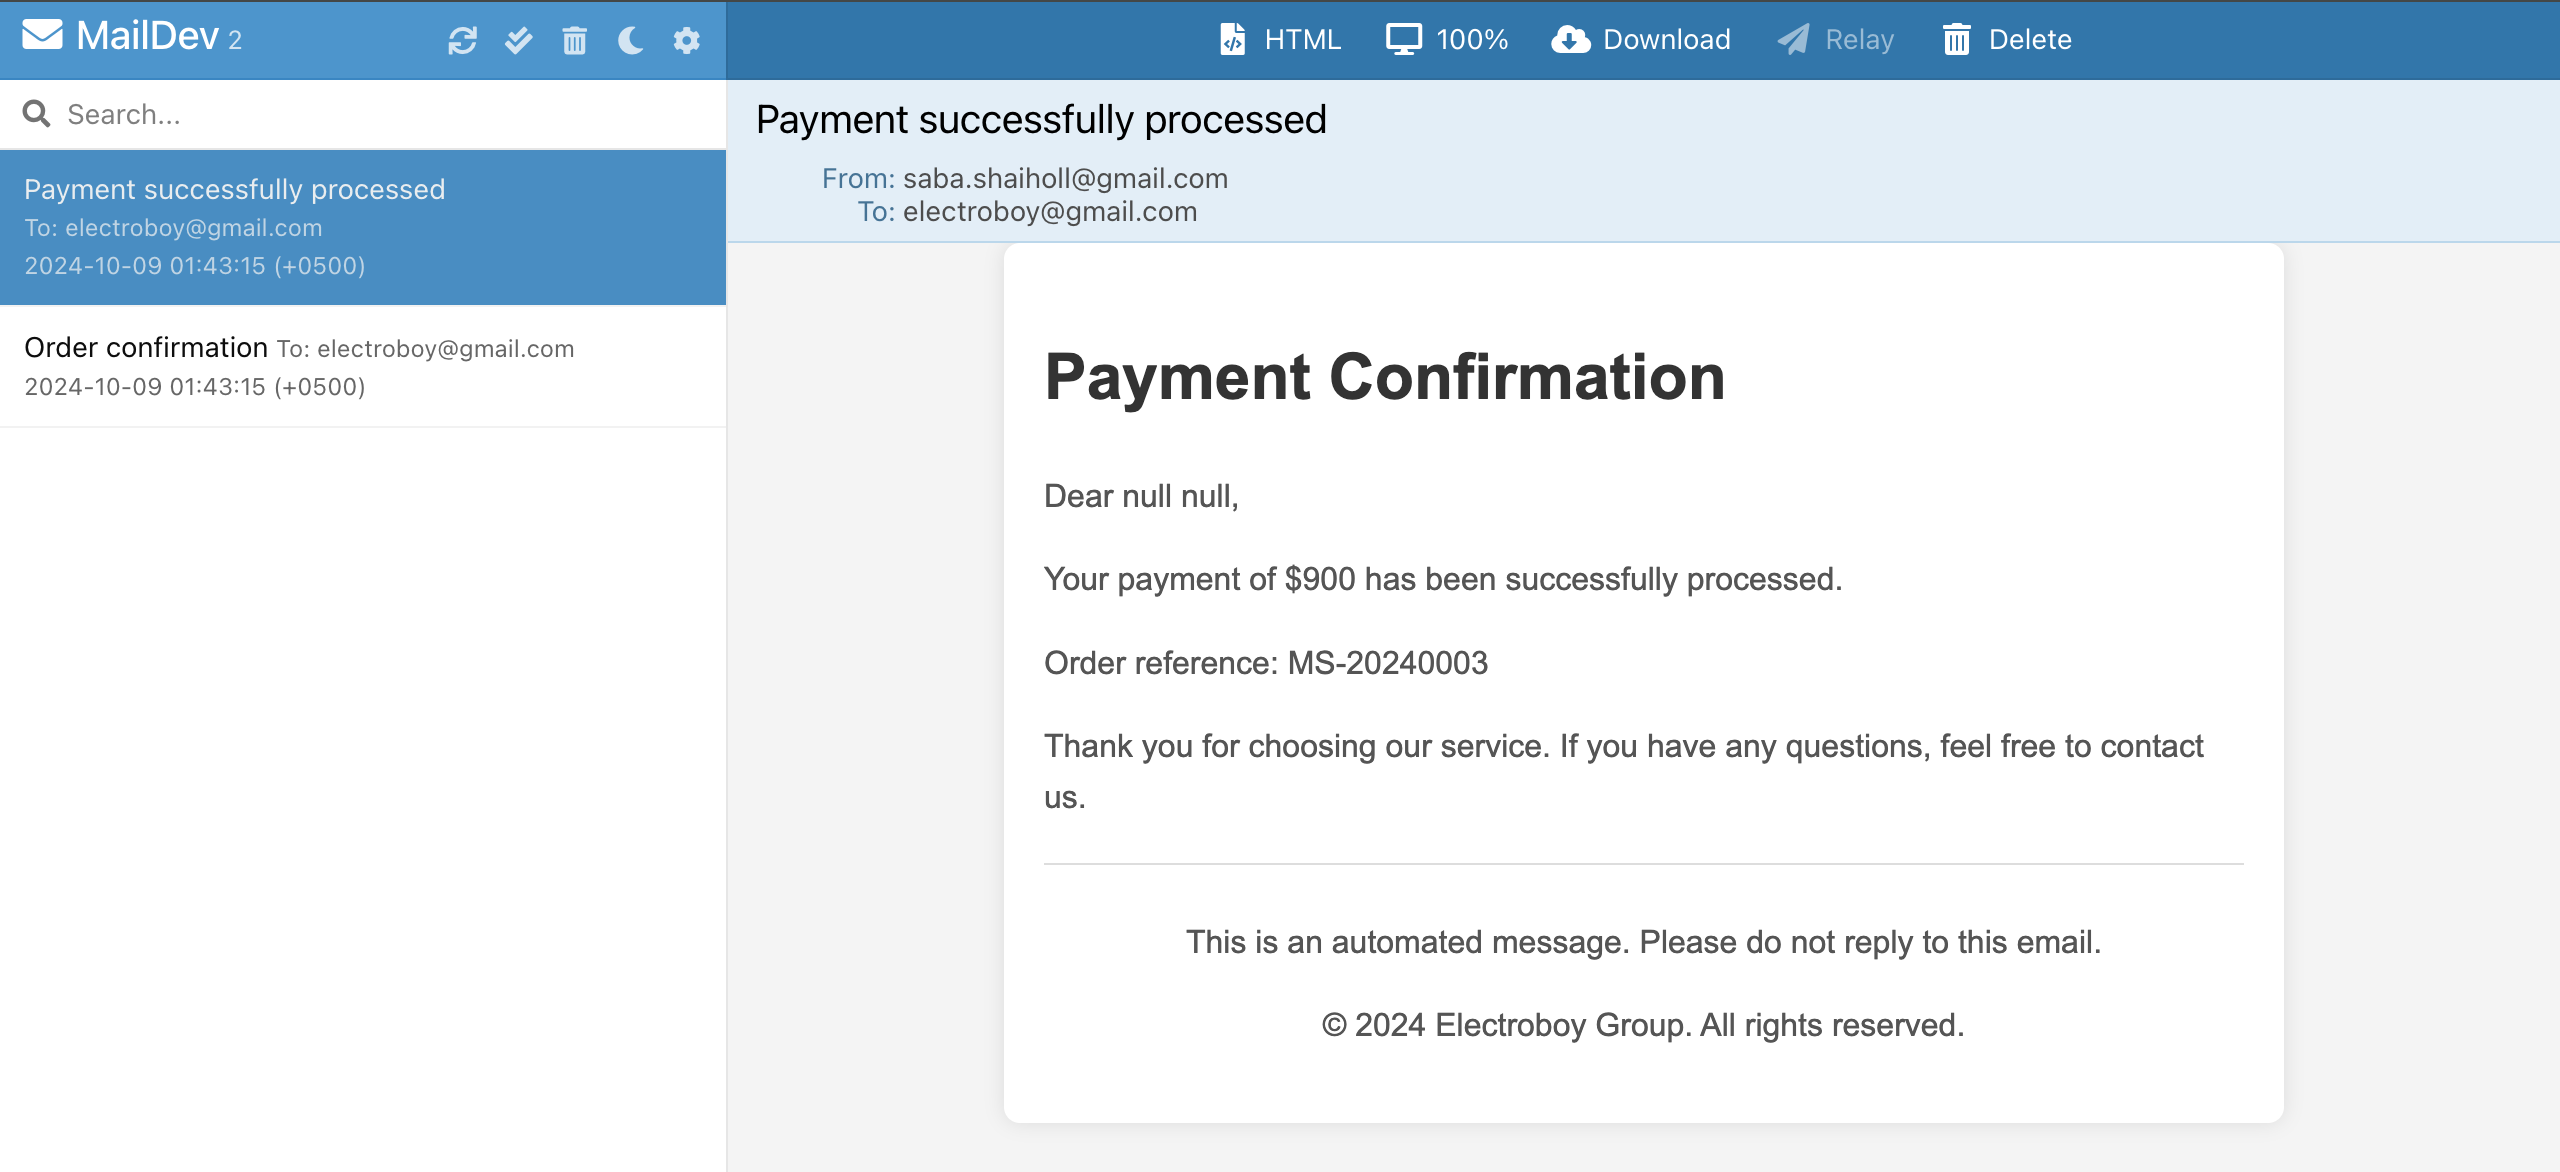 MailDev 2
HTML 100% Download Relay Delete
Search...
Payment successfully processed
To: electroboy@gmail.com
2024-10-09 01:43:15 (+0500)
Order confirmation To: electroboy@gmail.com
2024-10-09 01:43:15 (+0500)
Payment successfully processed
From: saba.shaiholl@gmail.com
To: electroboy@gmail.com
Payment Confirmation
Dear null null,
Your payment of $900 has been successfully processed.
Order reference: MS-20240003
Thank you for choosing our service. If you have any questions, feel free to contact
us.
This is an automated message. Please do not reply to this email.
© 2024 Electroboy Group. All rights reserved.